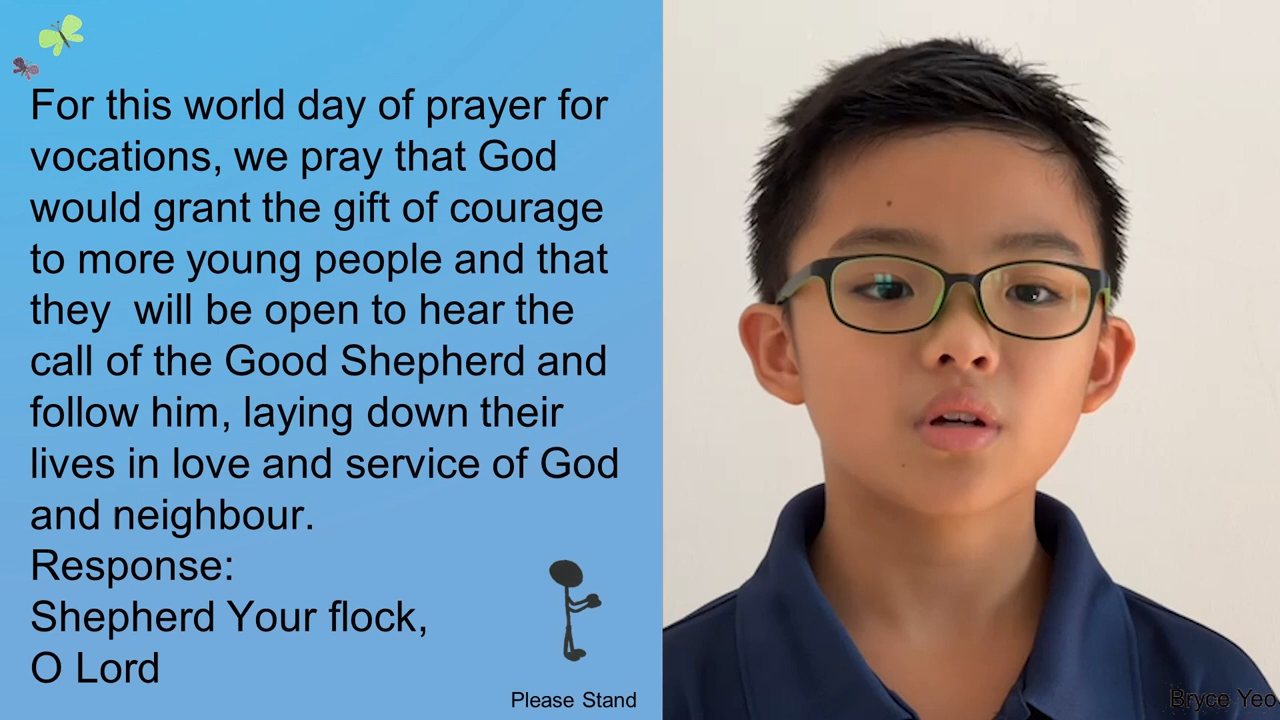 For this world day of prayer for
vocations, we pray that God
would grant the gift of courage
to more young people and that
they  will be open to hear the
call of the Good Shepherd and
follow him, laying down their
lives in love and service of God
and neighbour.
Response:
Shepherd Your flock,
O Lord
Please Stand
Bryce Yeo